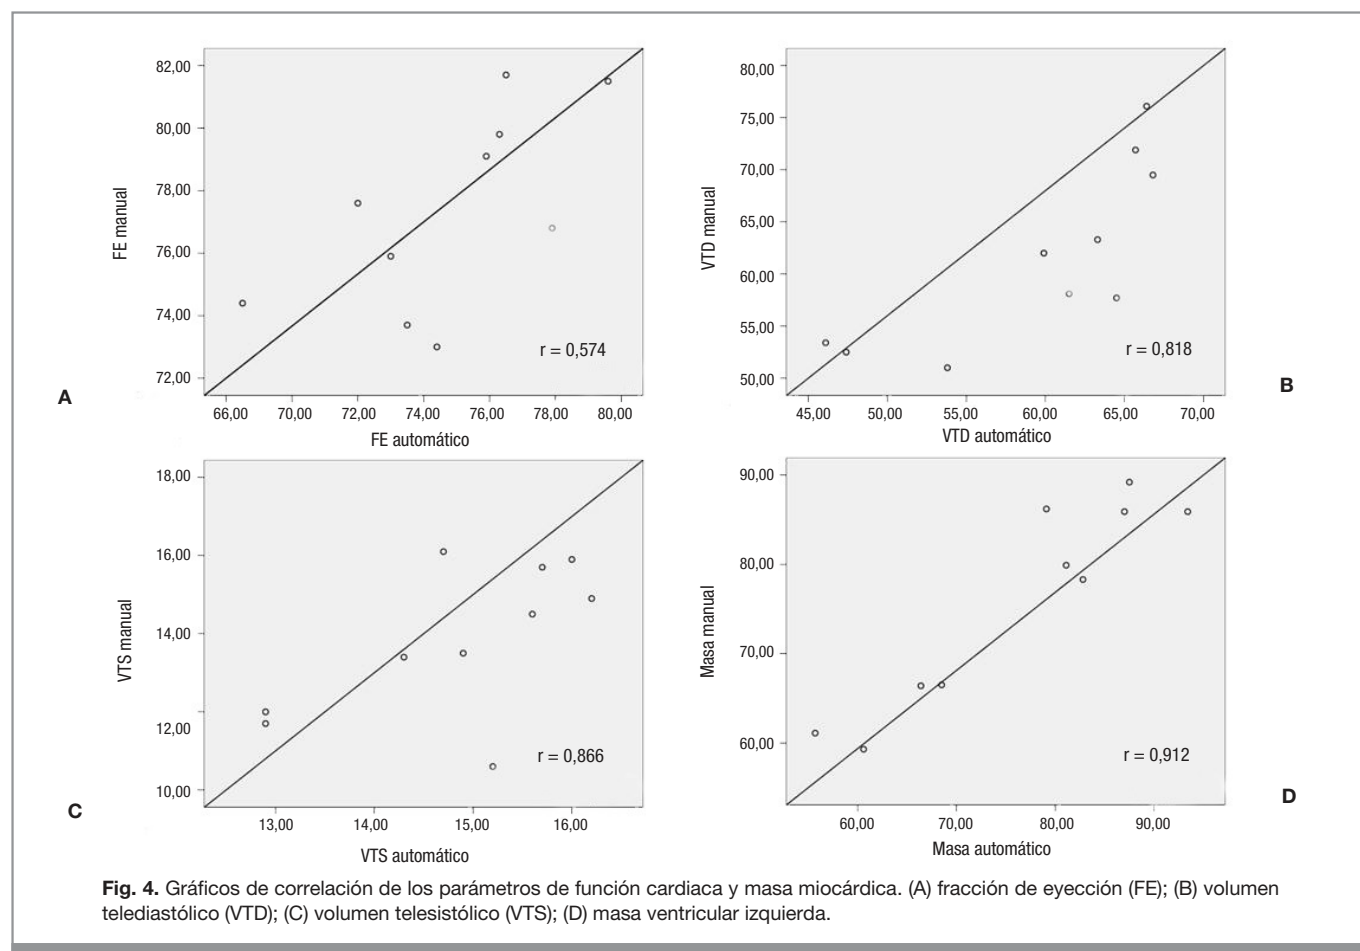 82,00
80,00
78,00
76,00
74,00
72,00
FE manual
r = 0,574
A
66,00 70,00 72,00 74,00 76,00 78,00 80,00
FE automático
80,00
75,00
70,00
65,00
60,00
55,00
50,00
VTD manual
r = 0,818
B
45,00 50,00 55,00 60,00 65,00 70,00
VTD automático
18,00
16,00
14,00
12,00
10,00
VTS manual
r = 0,866
C
13,00 14,00 15,00 16,00
VTS automático
90,00
80,00
70,00
60,00
Masa manual
r = 0,912
D
60,00 70,00 80,00 90,00
Masa automático
Fig. 4. Gráficos de correlación de los parámetros de función cardiaca y masa miocárdica. (A) fracción de eyección (FE); (B) volumen
telediastólico (VTD); (C) volumen telesistólico (VTS); (D) masa ventricular izquierda.